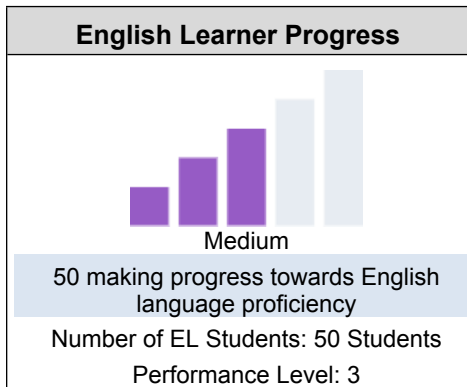 English Learner Progress
Medium
50 making progress towards English
language proficiency
Number of EL Students: 50 Students
Performance Level: 3